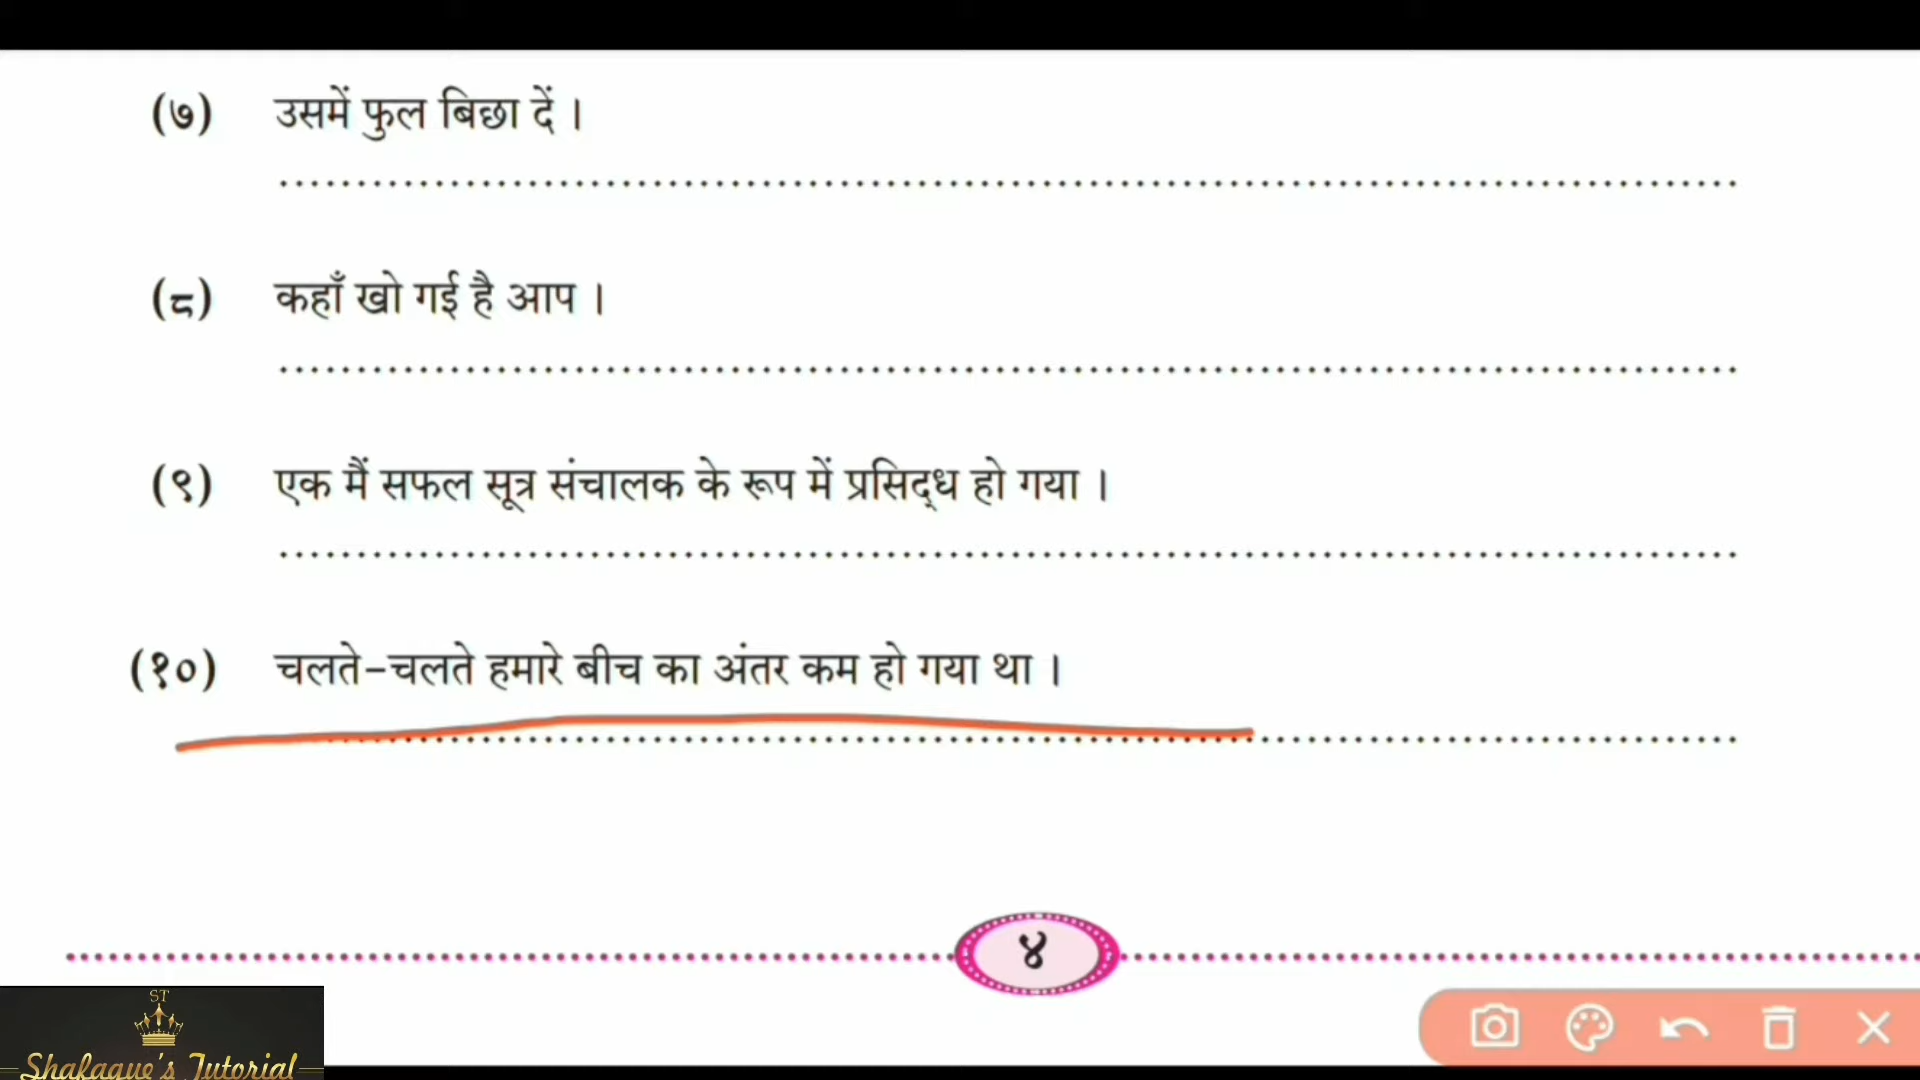 (७) उसमें फुल बिछा दें ।
(८) कहाँ खो गई है आप ।
(९) एक मैं सफल सूत्र संचालक के रूप में प्रसिद्ध हो गया ।
(१०) चलते-चलते हमारे बीच का अंतर कम हो गया था ।
४
ST
Shafaque's Tutorial